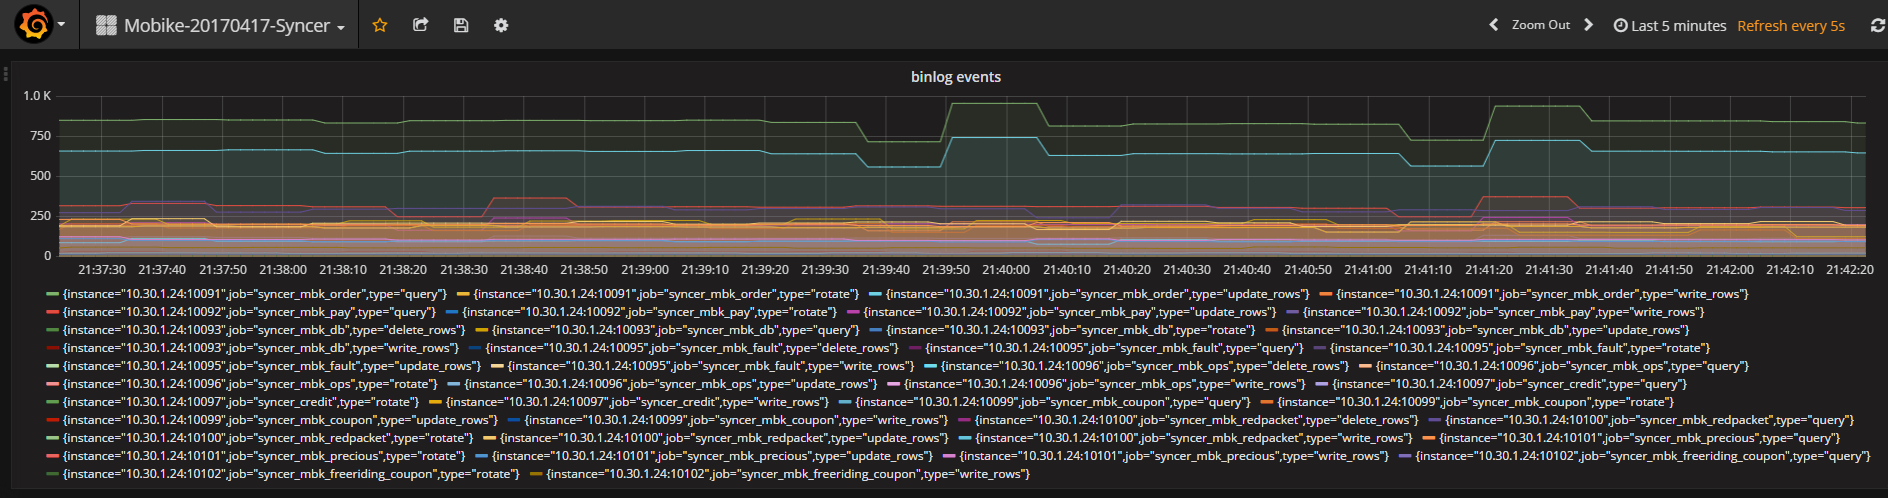 Mobike-20170417-Syncer
Zoom Out
Last 5 minutes
Refresh every 5s
binlog events
1.0 K
750
500
250
0
21:37:30 21:37:40 21:37:50 21:38:00 21:38:10 21:38:20 21:38:30 21:38:40 21:38:50 21:39:00 21:39:10 21:39:20 21:39:30 21:39:40 21:39:50 21:40:00 21:40:10 21:40:20 21:40:30 21:40:40 21:40:50 21:41:00 21:41:10 21:41:20 21:41:30 21:41:40 21:41:50 21:42:00 21:42:10 21:42:20
{instance="10.30.1.24:10091",job="syncer_mbk_order",type="query"} {instance="10.30.1.24:10091",job="syncer_mbk_order",type="rotate"} {instance="10.30.1.24:10091",job="syncer_mbk_order",type="update_rows"} {instance="10.30.1.24:10091",job="syncer_mbk_order",type="write_rows"}
{instance="10.30.1.24:10092",job="syncer_mbk_pay",type="query"} {instance="10.30.1.24:10092",job="syncer_mbk_pay",type="rotate"} {instance="10.30.1.24:10092",job="syncer_mbk_pay",type="update_rows"} {instance="10.30.1.24:10092",job="syncer_mbk_pay",type="write_rows"}
{instance="10.30.1.24:10093",job="syncer_mbk_db",type="delete_rows"} {instance="10.30.1.24:10093",job="syncer_mbk_db",type="query"} {instance="10.30.1.24:10093",job="syncer_mbk_db",type="rotate"} {instance="10.30.1.24:10093",job="syncer_mbk_db",type="update_rows"}
{instance="10.30.1.24:10093",job="syncer_mbk_db",type="write_rows"} {instance="10.30.1.24:10095",job="syncer_mbk_fault",type="delete_rows"} {instance="10.30.1.24:10095",job="syncer_mbk_fault",type="query"} {instance="10.30.1.24:10095",job="syncer_mbk_fault",type="rotate"}
{instance="10.30.1.24:10095",job="syncer_mbk_fault",type="update_rows"} {instance="10.30.1.24:10095",job="syncer_mbk_fault",type="write_rows"} {instance="10.30.1.24:10096",job="syncer_mbk_ops",type="delete_rows"} {instance="10.30.1.24:10096",job="syncer_mbk_ops",type="query"}
{instance="10.30.1.24:10096",job="syncer_mbk_ops",type="rotate"} {instance="10.30.1.24:10096",job="syncer_mbk_ops",type="update_rows"} {instance="10.30.1.24:10096",job="syncer_mbk_ops",type="write_rows"} {instance="10.30.1.24:10097",job="syncer_credit",type="query"}
{instance="10.30.1.24:10097",job="syncer_credit",type="rotate"} {instance="10.30.1.24:10097",job="syncer_credit",type="write_rows"} {instance="10.30.1.24:10099",job="syncer_mbk_coupon",type="query"} {instance="10.30.1.24:10099",job="syncer_mbk_coupon",type="rotate"}
{instance="10.30.1.24:10099",job="syncer_mbk_coupon",type="update_rows"} {instance="10.30.1.24:10099",job="syncer_mbk_coupon",type="write_rows"} {instance="10.30.1.24:10100",job="syncer_mbk_redpacket",type="delete_rows"} {instance="10.30.1.24:10100",job="syncer_mbk_redpacket",type="query"}
{instance="10.30.1.24:10100",job="syncer_mbk_redpacket",type="rotate"} {instance="10.30.1.24:10100",job="syncer_mbk_redpacket",type="update_rows"} {instance="10.30.1.24:10100",job="syncer_mbk_redpacket",type="write_rows"} {instance="10.30.1.24:10101",job="syncer_mbk_precious",type="query"}
{instance="10.30.1.24:10101",job="syncer_mbk_precious",type="rotate"} {instance="10.30.1.24:10101",job="syncer_mbk_precious",type="update_rows"} {instance="10.30.1.24:10101",job="syncer_mbk_precious",type="write_rows"} {instance="10.30.1.24:10102",job="syncer_mbk_freeriding_coupon",type="query"}
{instance="10.30.1.24:10102",job="syncer_mbk_freeriding_coupon",type="rotate"} {instance="10.30.1.24:10102",job="syncer_mbk_freeriding_coupon",type="write_rows"}